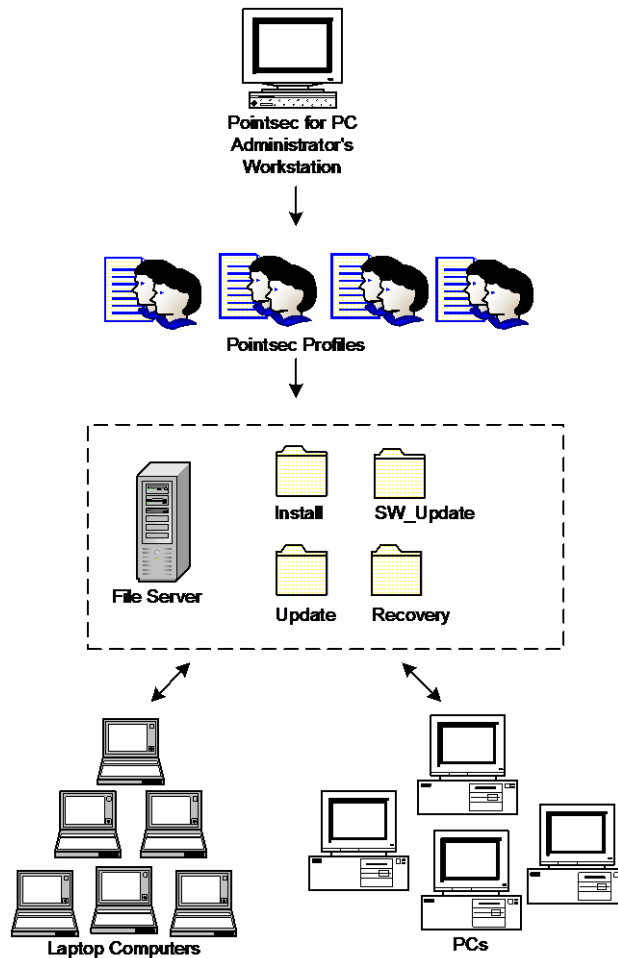 Pointsec for PC
Administrator's
Workstation
Pointsec Profiles
Install
SW_Update
File Server
Update
Recovery
Laptop Computers
PCs